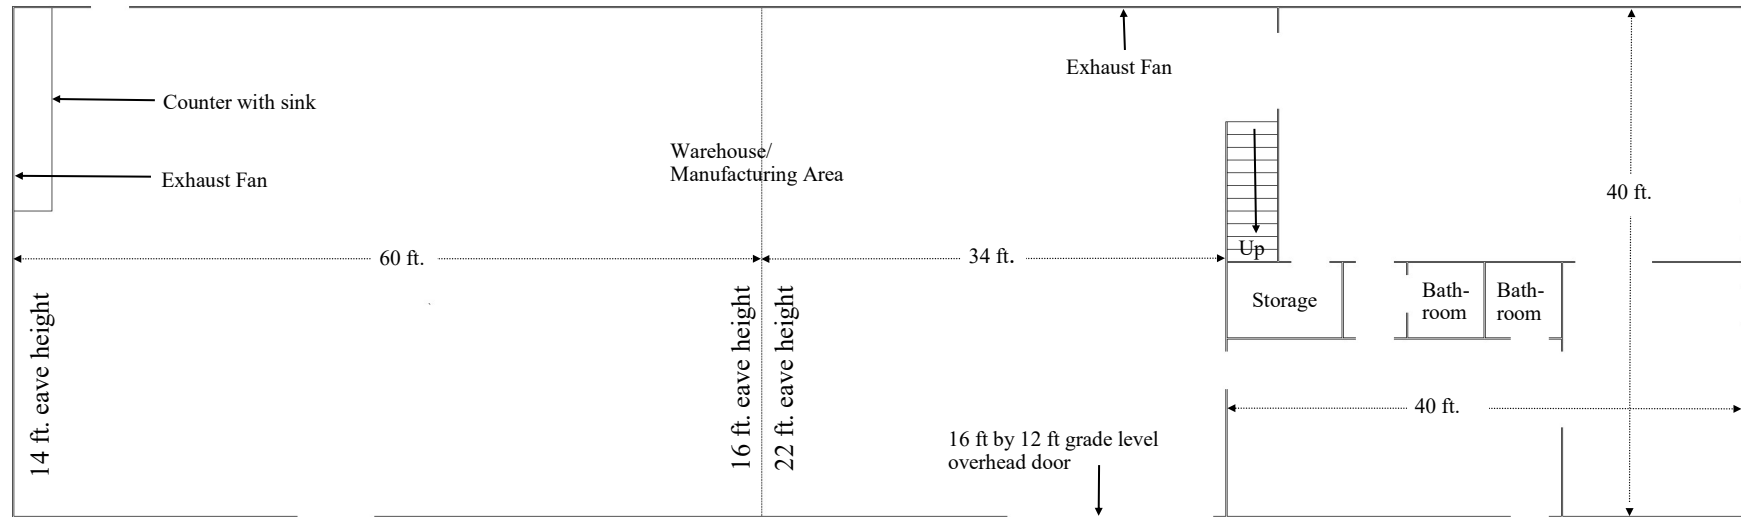 Exhaust Fan
Counter with sink
Warehouse/
Manufacturing Area
Exhaust Fan
40 ft.
Up
60 ft.
34 ft.
Storage
Bath-
room
Bath-
room
14 ft. eave height
16 ft. eave height
22 ft. eave height
40 ft.
16 ft by 12 ft grade level
overhead door